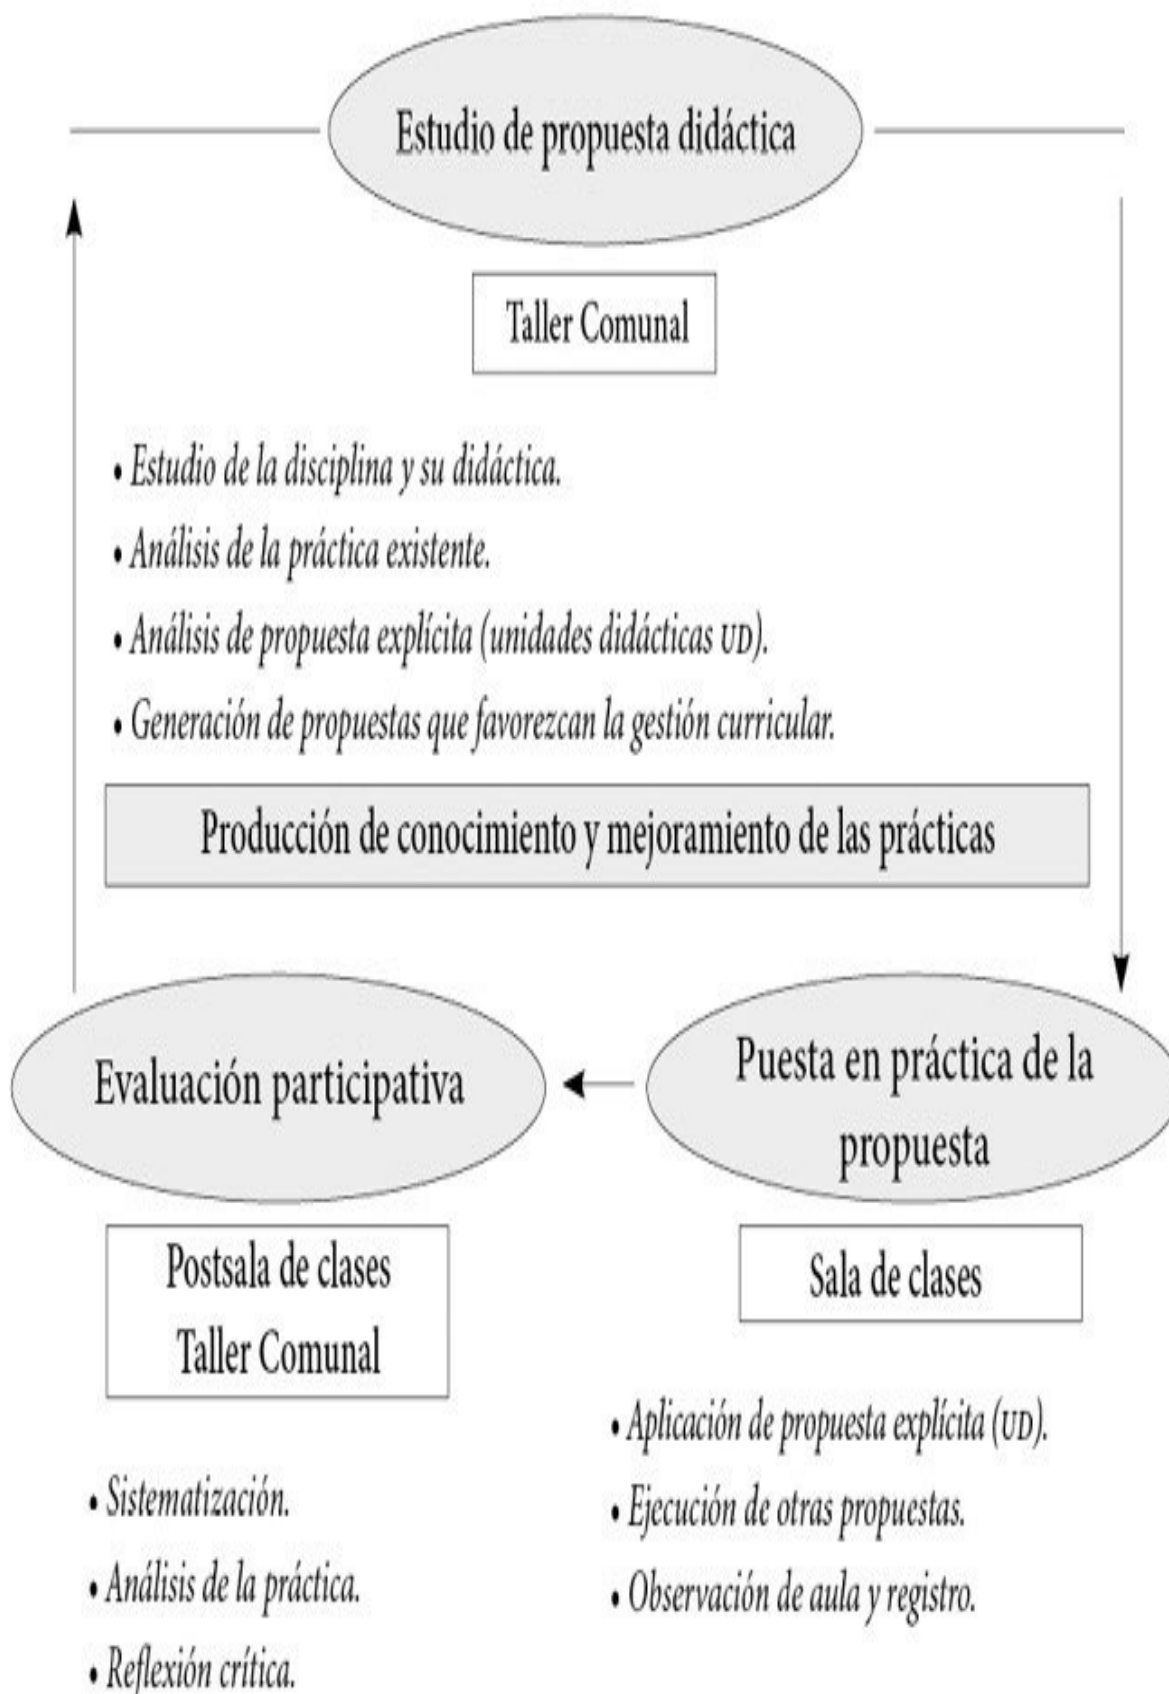 Estudio de propuesta didáctica
Taller Comunal
• Estudio de la disciplina y su didáctica.
• Análisis de la práctica existente.
• Análisis de propuesta explícita (unidades didácticas UD).
• Generación de propuestas que favorezcan la gestión curricular.
Producción de conocimiento y mejoramiento de las prácticas
Evaluación participativa
Postsala de clases
Taller Comunal
• Sistematización.
• Análisis de la práctica.
• Reflexión crítica.
Puesta en práctica de la
propuesta
Sala de clases
• Aplicación de propuesta explícita (UD).
• Ejecución de otras propuestas.
• Observación de aula y registro.